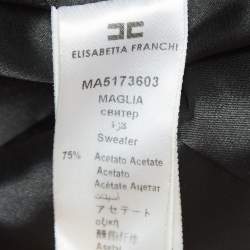 ELISABETTA FRANCHI
MA5173603
MAGLIA
свитер
Sweater
75% Acetato Acetate
Acetato
Acetate Ацетат
アセテート